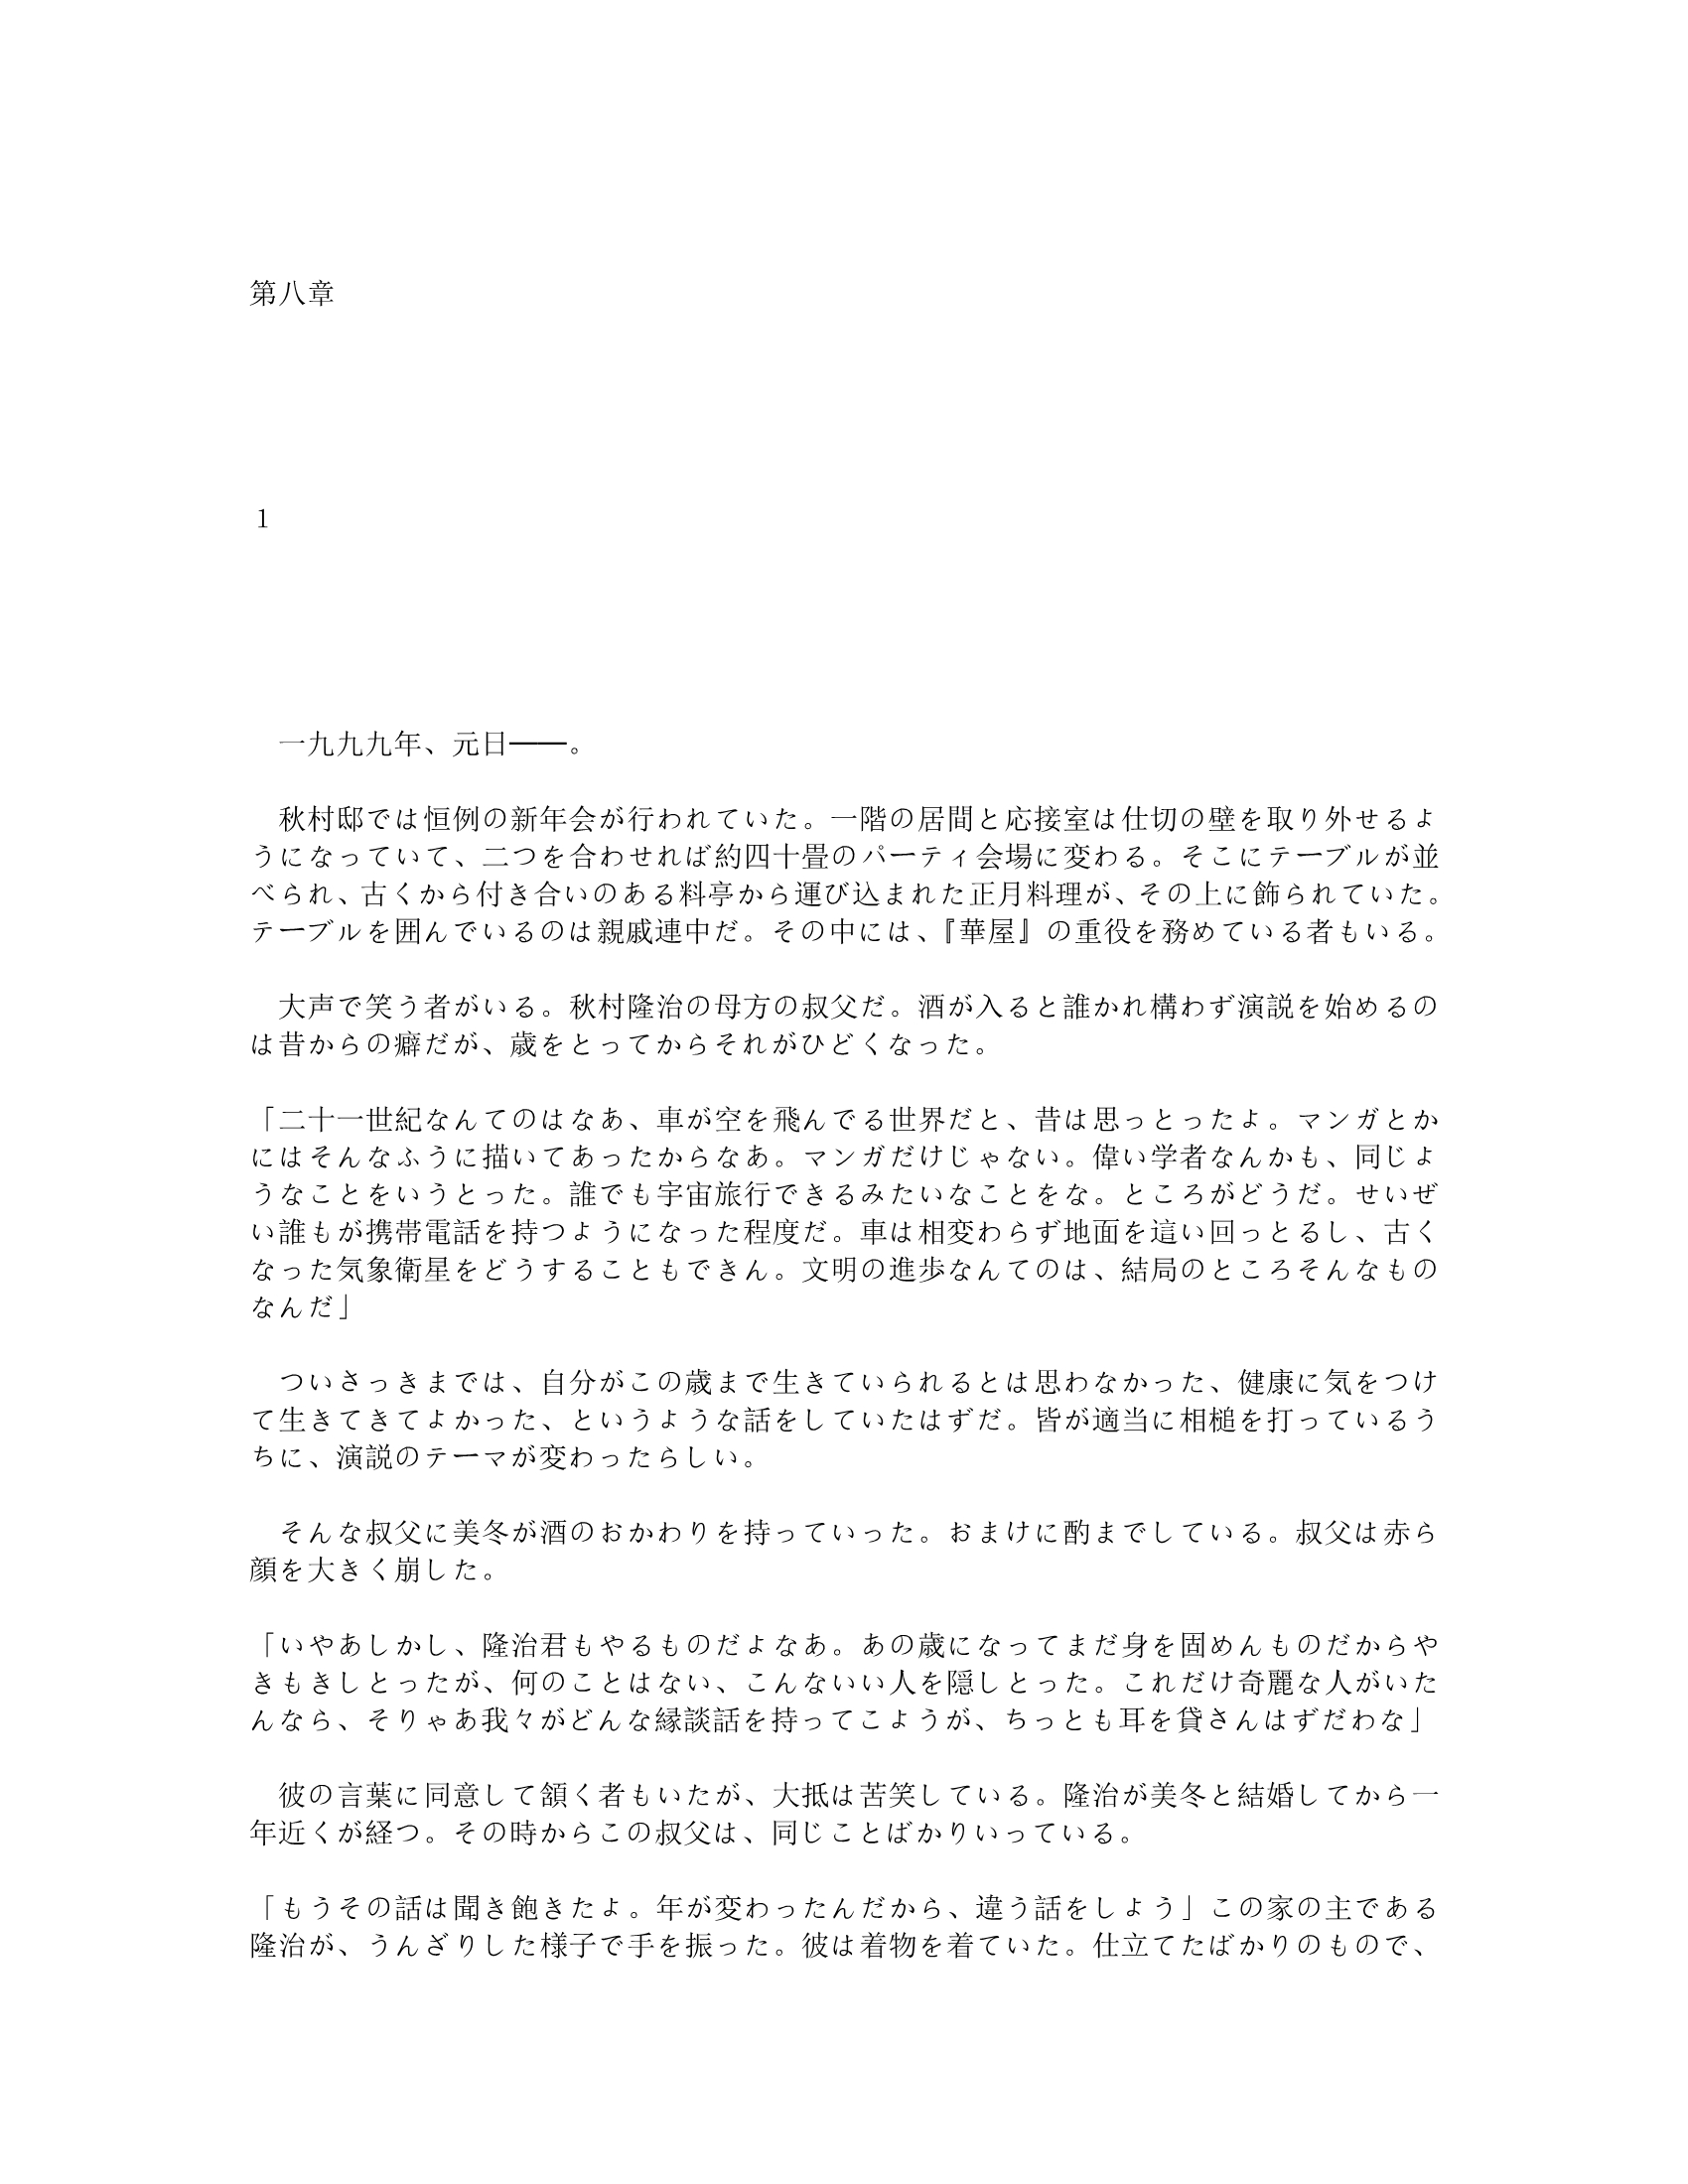 第八章
1
一九九九年、元日――。
秋村邸では恒例の新年会が行われていた。一階の居間と応接室は仕切の壁を取り外せるよ
うになっていて、二つを合わせれば約四十畳のパーティ会場に変わる。そこにテーブルが並
べられ、古くから付き合いのある料亭から運び込まれた正月料理が、その上に飾られていた。
テーブルを囲んでいるのは親戚連中だ。その中には、『華屋』の重役を務めている者もいる。
大声で笑う者がいる。秋村隆治の母方の叔父だ。酒が入ると誰かれ構わず演説を始めるの
は昔からの癖だが、歳をとってからそれがひどくなった。
「二十一世紀なんてのはなあ、車が空を飛んでる世界だと、昔は思っとったよ。マンガとか
にはそんなふうに描いてあったからなあ。マンガだけじゃない。偉い学者なんかも、同じよ
うなことをいうとった。誰でも宇宙旅行できるみたいなことをな。ところがどうだ。せいぜ
い誰もが携帯電話を持つようになった程度だ。車は相変わらず地面を這い回っとるし、古く
なった気象衛星をどうすることもできん。文明の進歩なんてのは、結局のところそんなもの
なんだ」
ついさっきまでは、自分がこの歳まで生きていられるとは思わなかった、健康に気をつけ
て生きてきてよかった、というような話をしていたはずだ。皆が適当に相槌を打っているう
ちに、演説のテーマが変わったらしい。
そんな叔父に美冬が酒のおかわりを持っていった。おまけに酌までしている。叔父は赤ら
顔を大きく崩した。
「いやあしかし、隆治君もやるものだよなあ。あの歳になってまだ身を固めんものだからや
きもきしとったが、何のことはない、こんないい人を隠しとった。これだけ奇麗な人がいた
んなら、そりゃあ我々がどんな縁談話を持ってこようが、ちっとも耳を貸さんはずだわな」
彼の言葉に同意して頷く者もいたが、大抵は苦笑している。隆治が美冬と結婚してから一
年近くが経つ。その時からこの叔父は、同じことばかりいっている。
「もうその話は聞き飽きたよ。年が変わったんだから、違う話をしよう」この家の主である
隆治が、うんざりした様子で手を振った。彼は着物を着ていた。仕立てたばかりのもので、